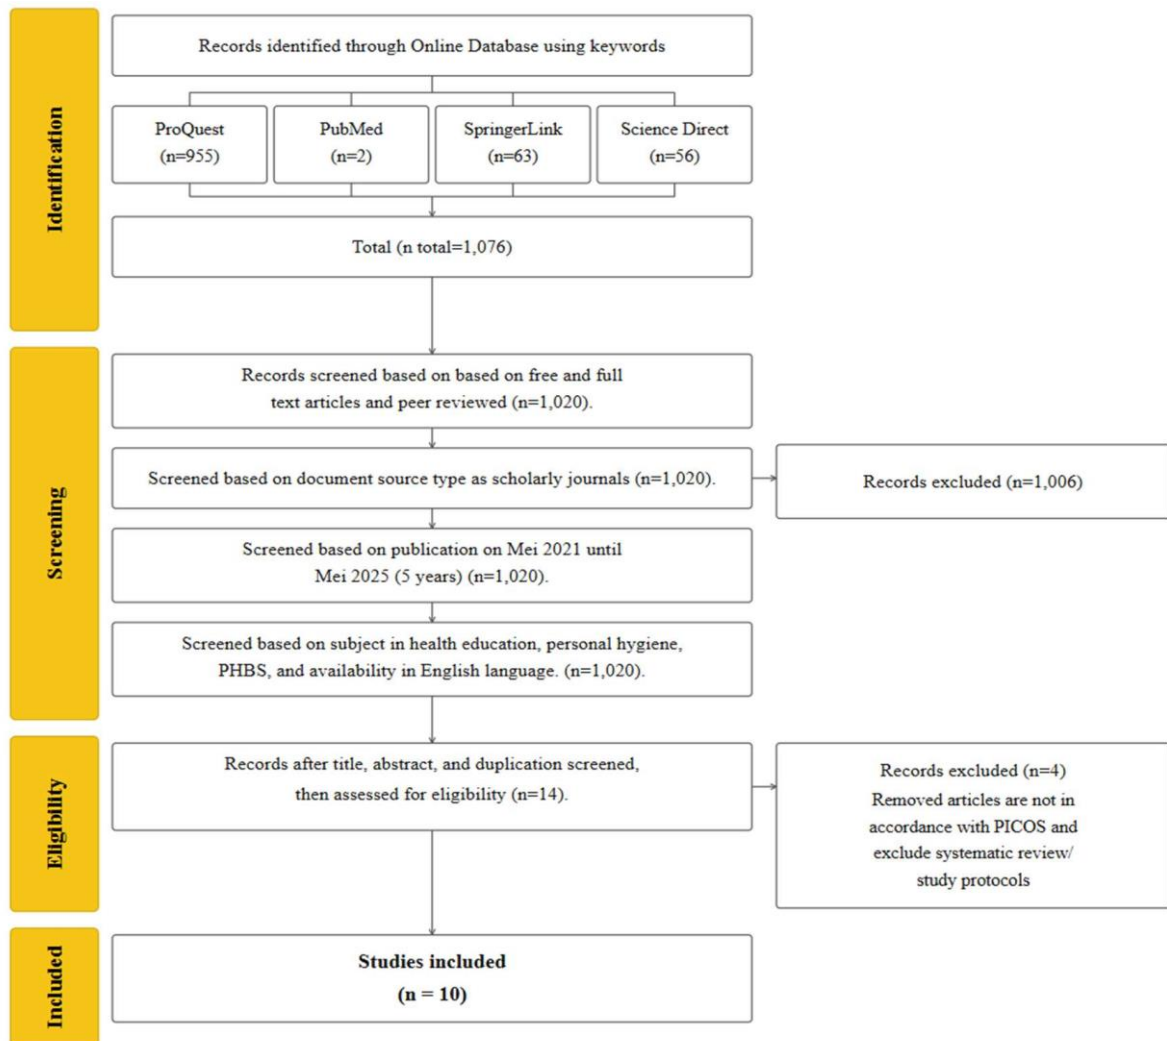 Identification
Records identified through Online Database using keywords
ProQuest
(n=955)
PubMed
(n=2)
SpringerLink
(n=63)
Science Direct
(n=56)
Total (n total=1,076)
Screening
Records screened based on based on free and full
text articles and peer reviewed (n=1,020).
Screened based on document source type as scholarly journals (n=1,020).
Records excluded (n=1,006)
Screened based on publication on Mei 2021 until
Mei 2025 (5 years) (n=1,020).
Screened based on subject in health education, personal hygiene,
PHBS, and availability in English language. (n=1,020).
Eligibility
Records after title, abstract, and duplication screened,
then assessed for eligibility (n=14).
Records excluded (n=4)
Removed articles are not in
accordance with PICOS and
exclude systematic review/
study protocols
Included
Studies included
(n = 10)